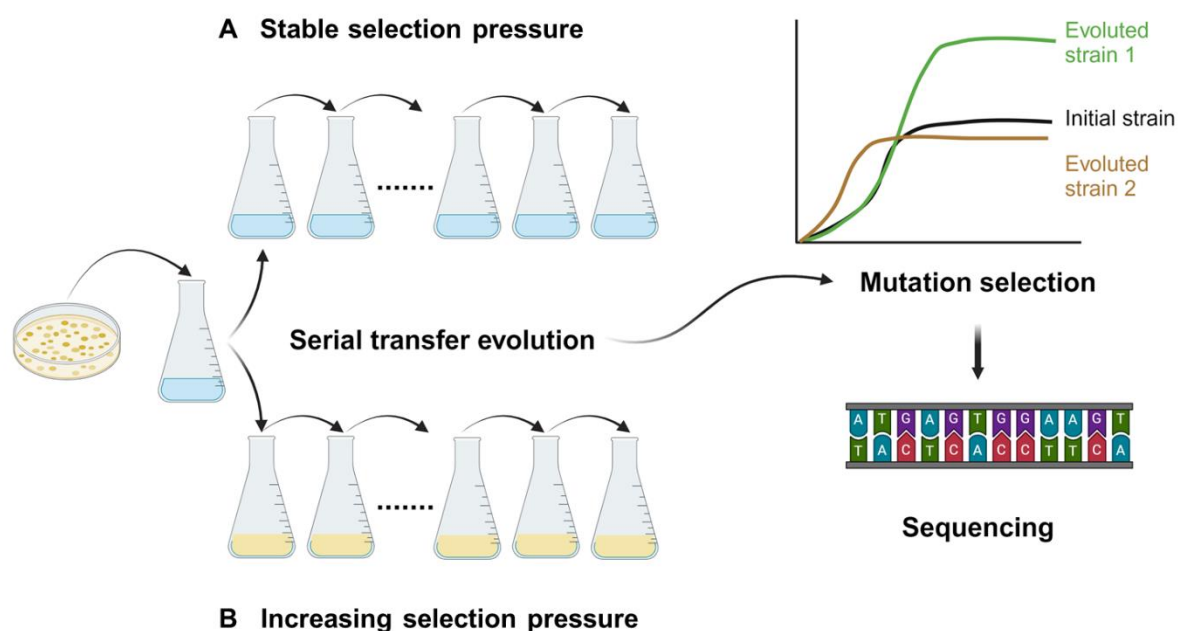 A Stable selection pressure
Evoluted
strain 1
Initial strain
Evoluted
strain 2
Serial transfer evolution
Mutation selection
A T G A G T G G A A G T
T A C T C A C C T T C A
Sequencing
B Increasing selection pressure